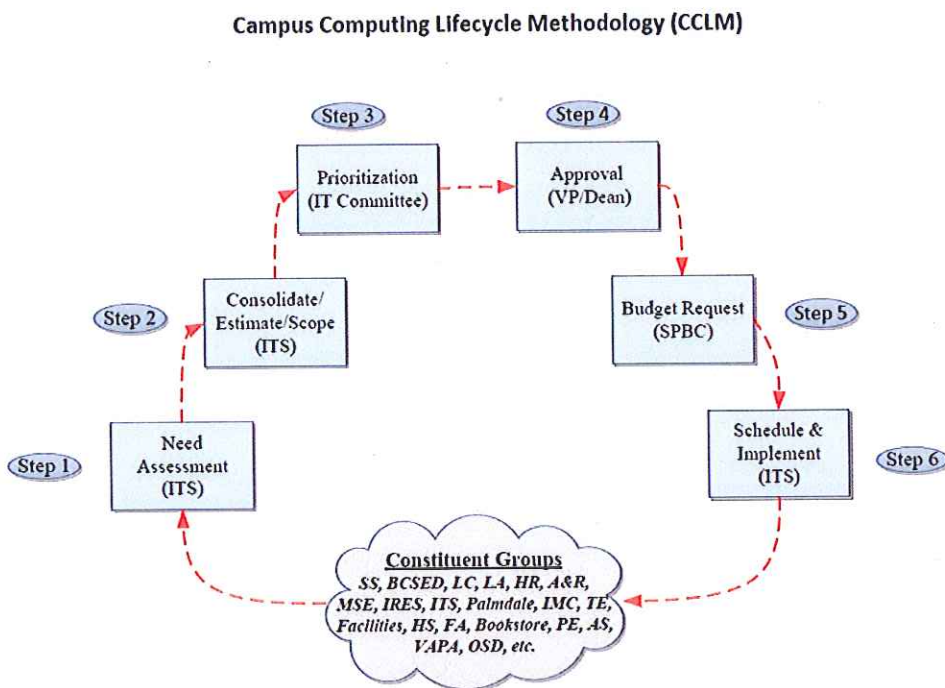 Campus Computing Lifecycle Methodology (CCLM)
Step 3
Step 4
Prioritization
(IT Committee)
Approval
(VP/Dean)
Step 2
Consolidate/
Estimate/Scope
(ITS)
Budget Request
(SPBC)
Step 5
Step 1
Need
Assessment
(ITS)
Schedule &
Implement
(ITS)
Step 6
Constituent Groups
SS, BCSED, LC, LA, HR, A&R,
MSE, IRES, ITS, Palmdale, IMC, TE,
Facilities, HS, FA, Bookstore, PE, AS,
VAPA, OSD, etc.